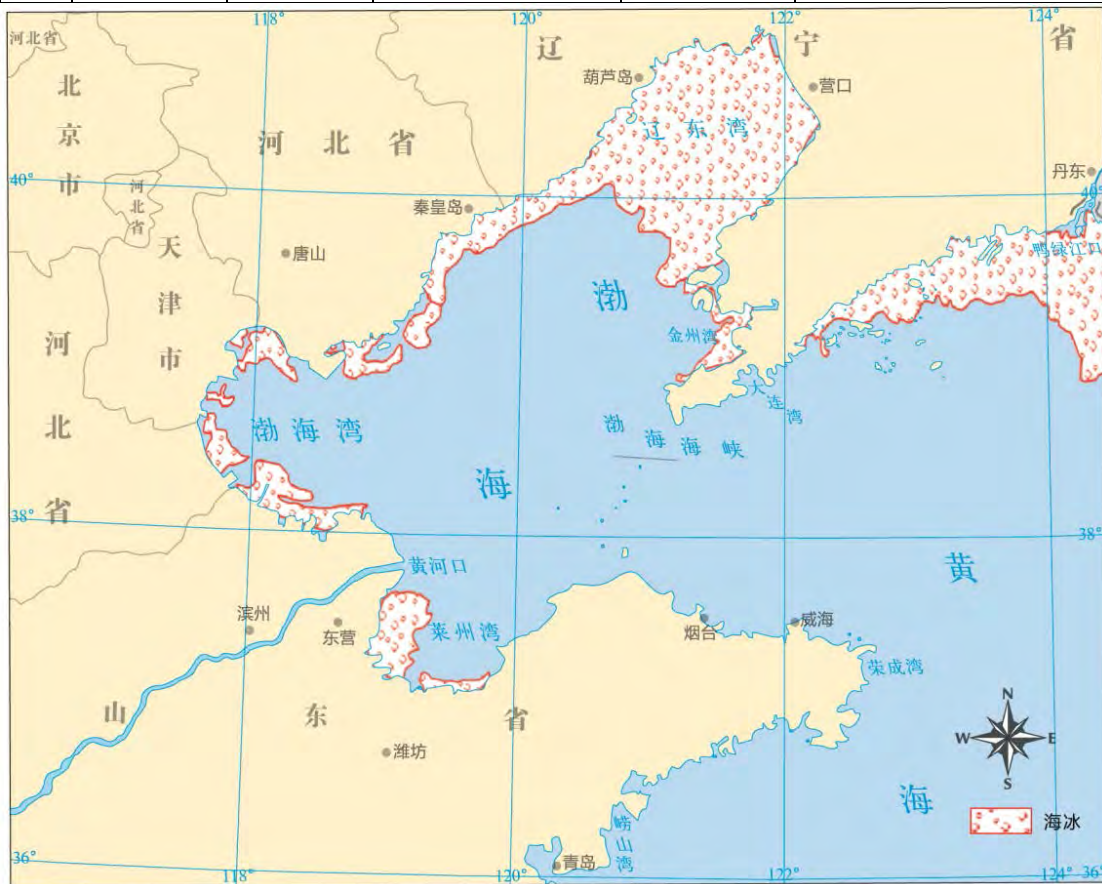 118°
120°
122°
124°
河北省
辽
宁
省
北京市
葫芦岛
营口
辽东湾
河北省
丹东
40°
40°
河北省
秦皇岛
鸭绿江口
天津市
唐山
渤海
金州湾
河北省
大连湾
渤海湾
渤海海峡
38°
38°
黄海
黄河口
滨州
东营
莱州湾
烟台
威海
荣成湾
山东省
N
W
E
S
潍坊
海冰
崂山湾
青岛
36°
118°
120°
122°
124°
36°